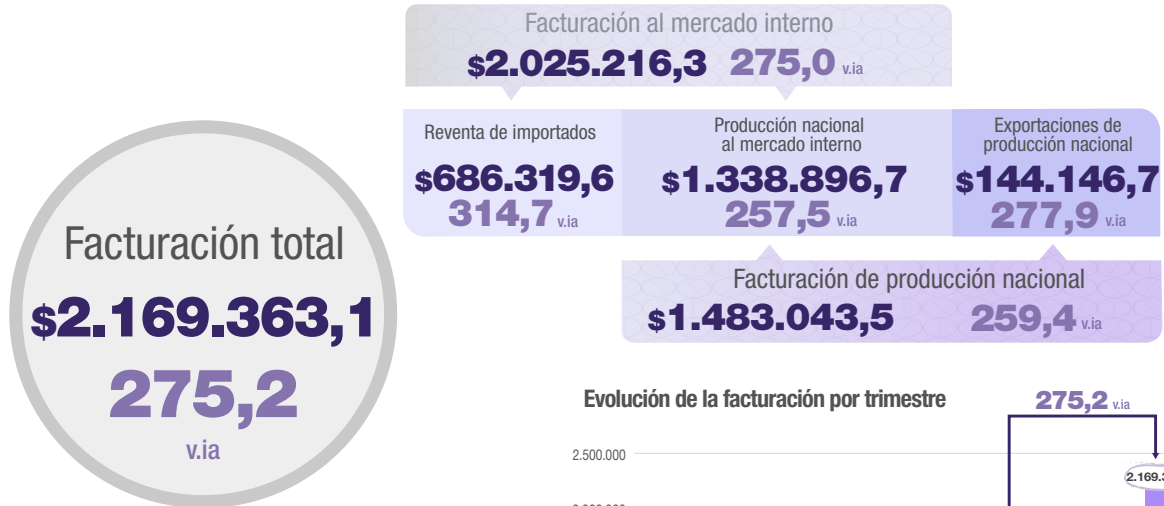 Facturación al mercado interno
$2.025.216,3 275,0 v.ia
Reventa de importados
$686.319,6
314,7 v.ia
Producción nacional
al mercado interno
$1.338.896,7
257,5 v.ia
Exportaciones de
producción nacional
$144.146,7
277,9 v.ia
Facturación de producción nacional
$1.483.043,5 259,4 v.ia
Facturación total
$2.169.363,1
275,2
v.ia
Evolución de la facturación por trimestre
275,2 v.ia
2.500.000
2.169.3